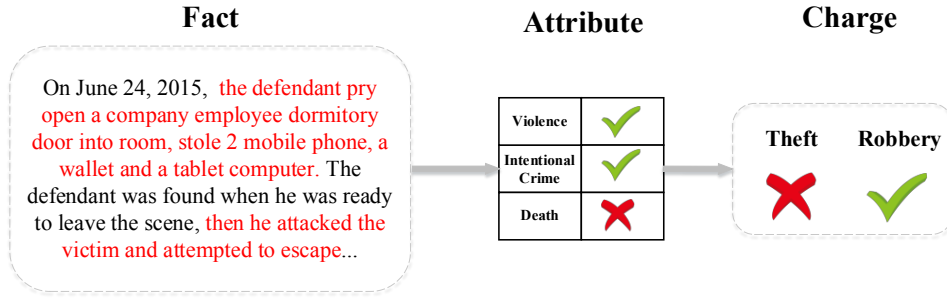 Fact
On June 24, 2015, the defendant pry
open a company employee dormitory
door into room, stole 2 mobile phone, a
wallet and a tablet computer. The
defendant was found when he was ready
to leave the scene, then he attacked the
victim and attempted to escape...
Attribute
Violence
Intentional
Crime
Death
Charge
Theft Robbery